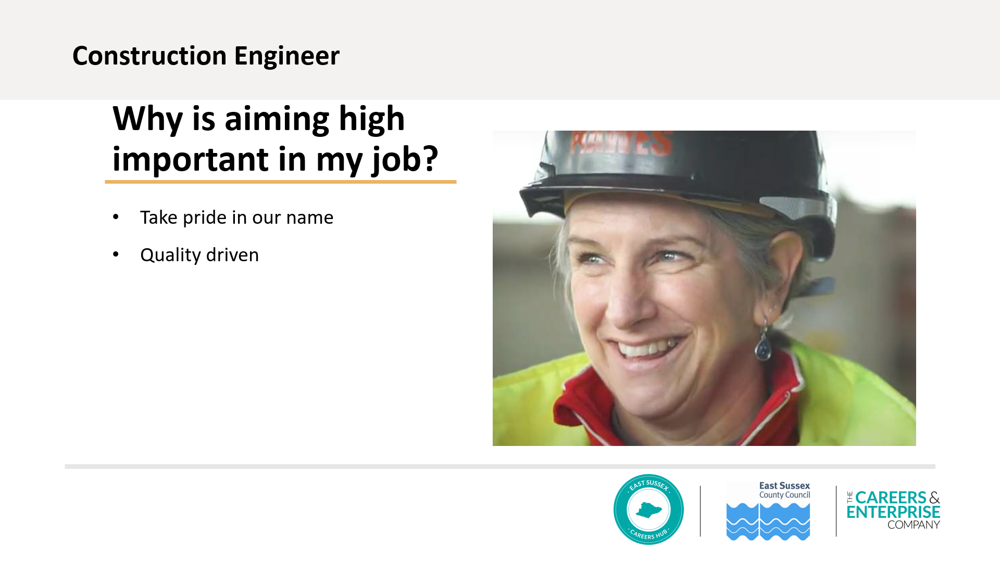 Construction Engineer
Why is aiming high
important in my job?
• Take pride in our name
• Quality driven
EAST SUSSEX
CAREERS HUB
East Sussex
County Council
THE
CAREERS &
ENTERPRISE
COMPANY